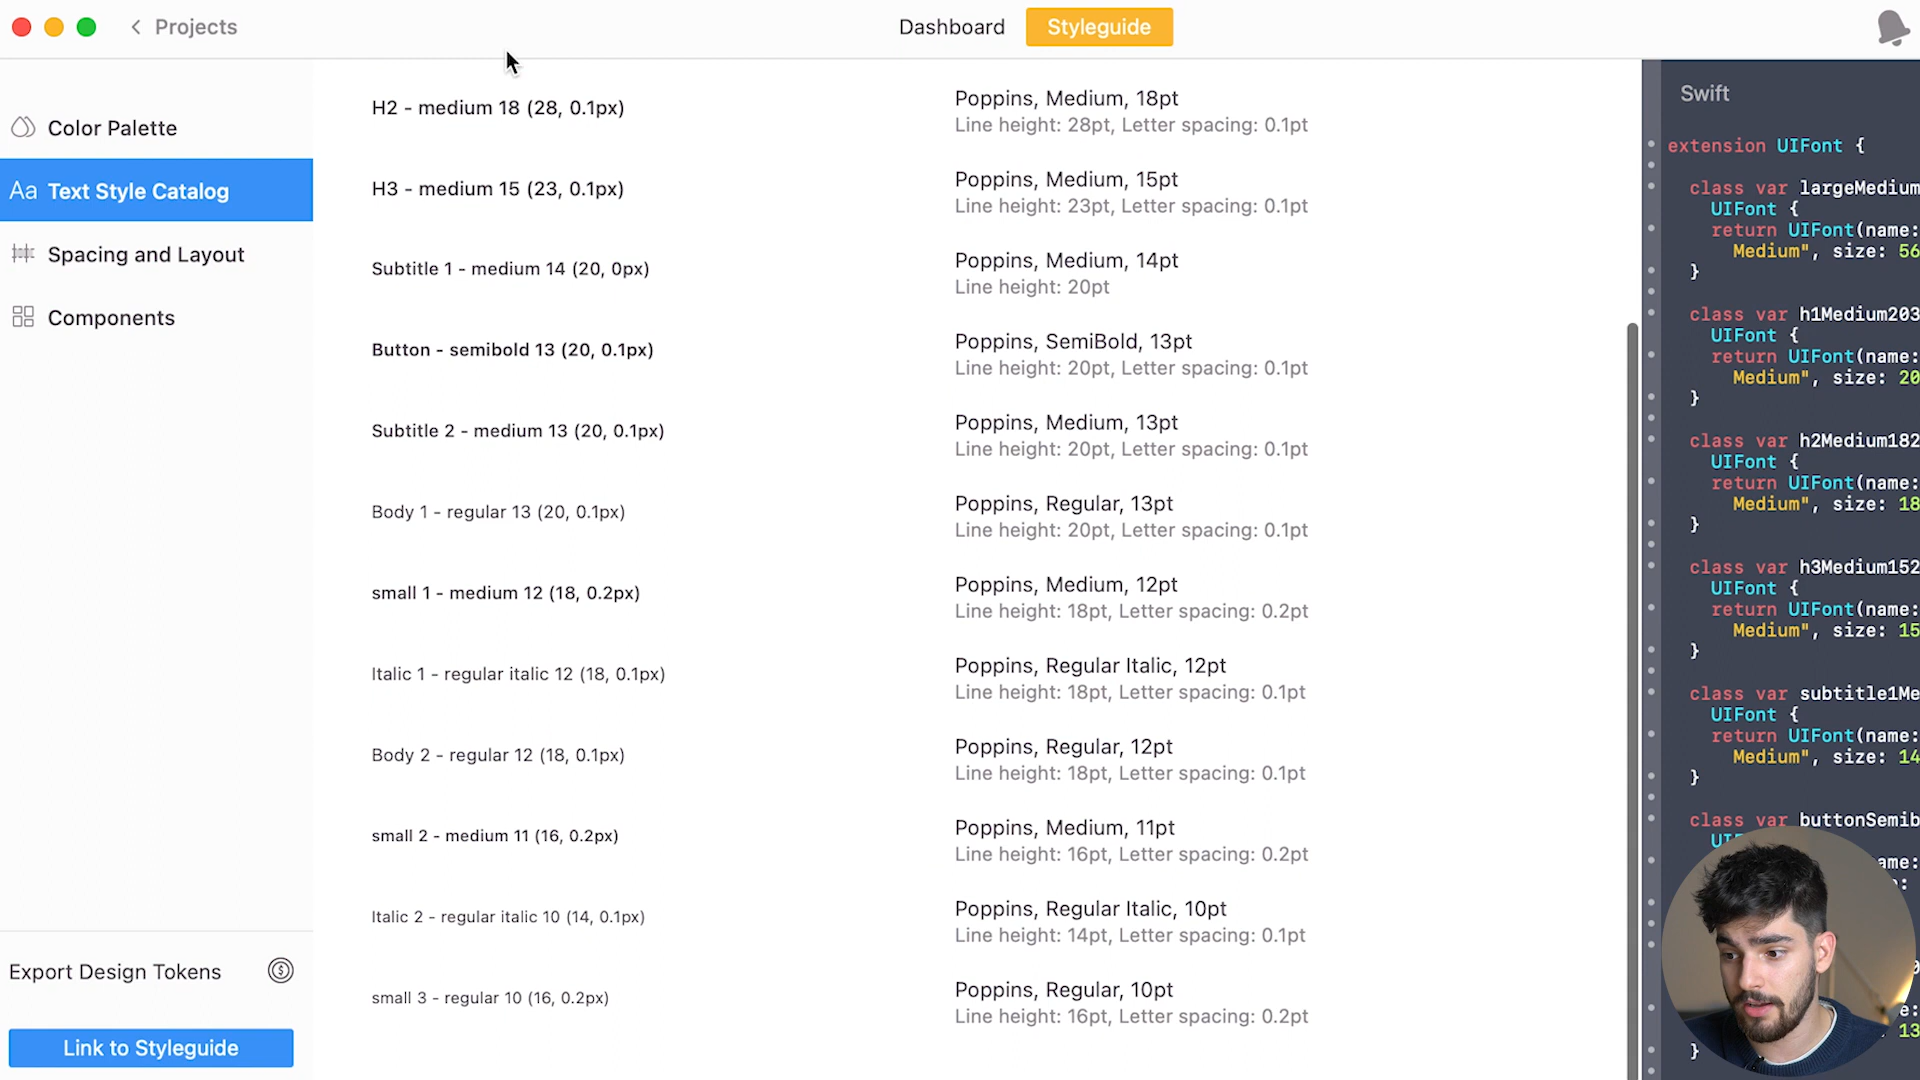 Projects
Dashboard
Styleguide
Color Palette
Aa Text Style Catalog
Spacing and Layout
Components
Export Design Tokens
Link to Styleguide
H2 - medium 18 (28, 0.1px)
Poppins, Medium, 18pt
Line height: 28pt, Letter spacing: 0.1pt
H3 - medium 15 (23, 0.1px)
Poppins, Medium, 15pt
Line height: 23pt, Letter spacing: 0.1pt
Subtitle 1 - medium 14 (20, 0px)
Poppins, Medium, 14pt
Line height: 20pt
Button - semibold 13 (20, 0.1px)
Poppins, SemiBold, 13pt
Line height: 20pt, Letter spacing: 0.1pt
Subtitle 2 - medium 13 (20, 0.1px)
Poppins, Medium, 13pt
Line height: 20pt, Letter spacing: 0.1pt
Body 1 - regular 13 (20, 0.1px)
Poppins, Regular, 13pt
Line height: 20pt, Letter spacing: 0.1pt
small 1 - medium 12 (18, 0.2px)
Poppins, Medium, 12pt
Line height: 18pt, Letter spacing: 0.2pt
Italic 1 - regular italic 12 (18, 0.1px)
Poppins, Regular Italic, 12pt
Line height: 18pt, Letter spacing: 0.1pt
Body 2 - regular 12 (18, 0.1px)
Poppins, Regular, 12pt
Line height: 18pt, Letter spacing: 0.1pt
small 2 - medium 11 (16, 0.2px)
Poppins, Medium, 11pt
Line height: 16pt, Letter spacing: 0.2pt
Italic 2 - regular italic 10 (14, 0.1px)
Poppins, Regular Italic, 10pt
Line height: 14pt, Letter spacing: 0.1pt
small 3 - regular 10 (16, 0.2px)
Poppins, Regular, 10pt
Line height: 16pt, Letter spacing: 0.2pt
Swift
extension UIFont {
class var largeMedium
UIFont {
return UIFont(name:
Medium", size: 56
}
class var h1Medium203
UIFont {
return UIFont(name:
Medium", size: 20
}
class var h2Medium182
UIFont {
return UIFont(name:
Medium", size: 18
}
class var h3Medium152
UIFont {
return UIFont(name:
Medium", size: 15
}
class var subtitle1Me
UIFont {
return UIFont(name:
Medium", size: 14
}
class var buttonSemib
ame:
13
}